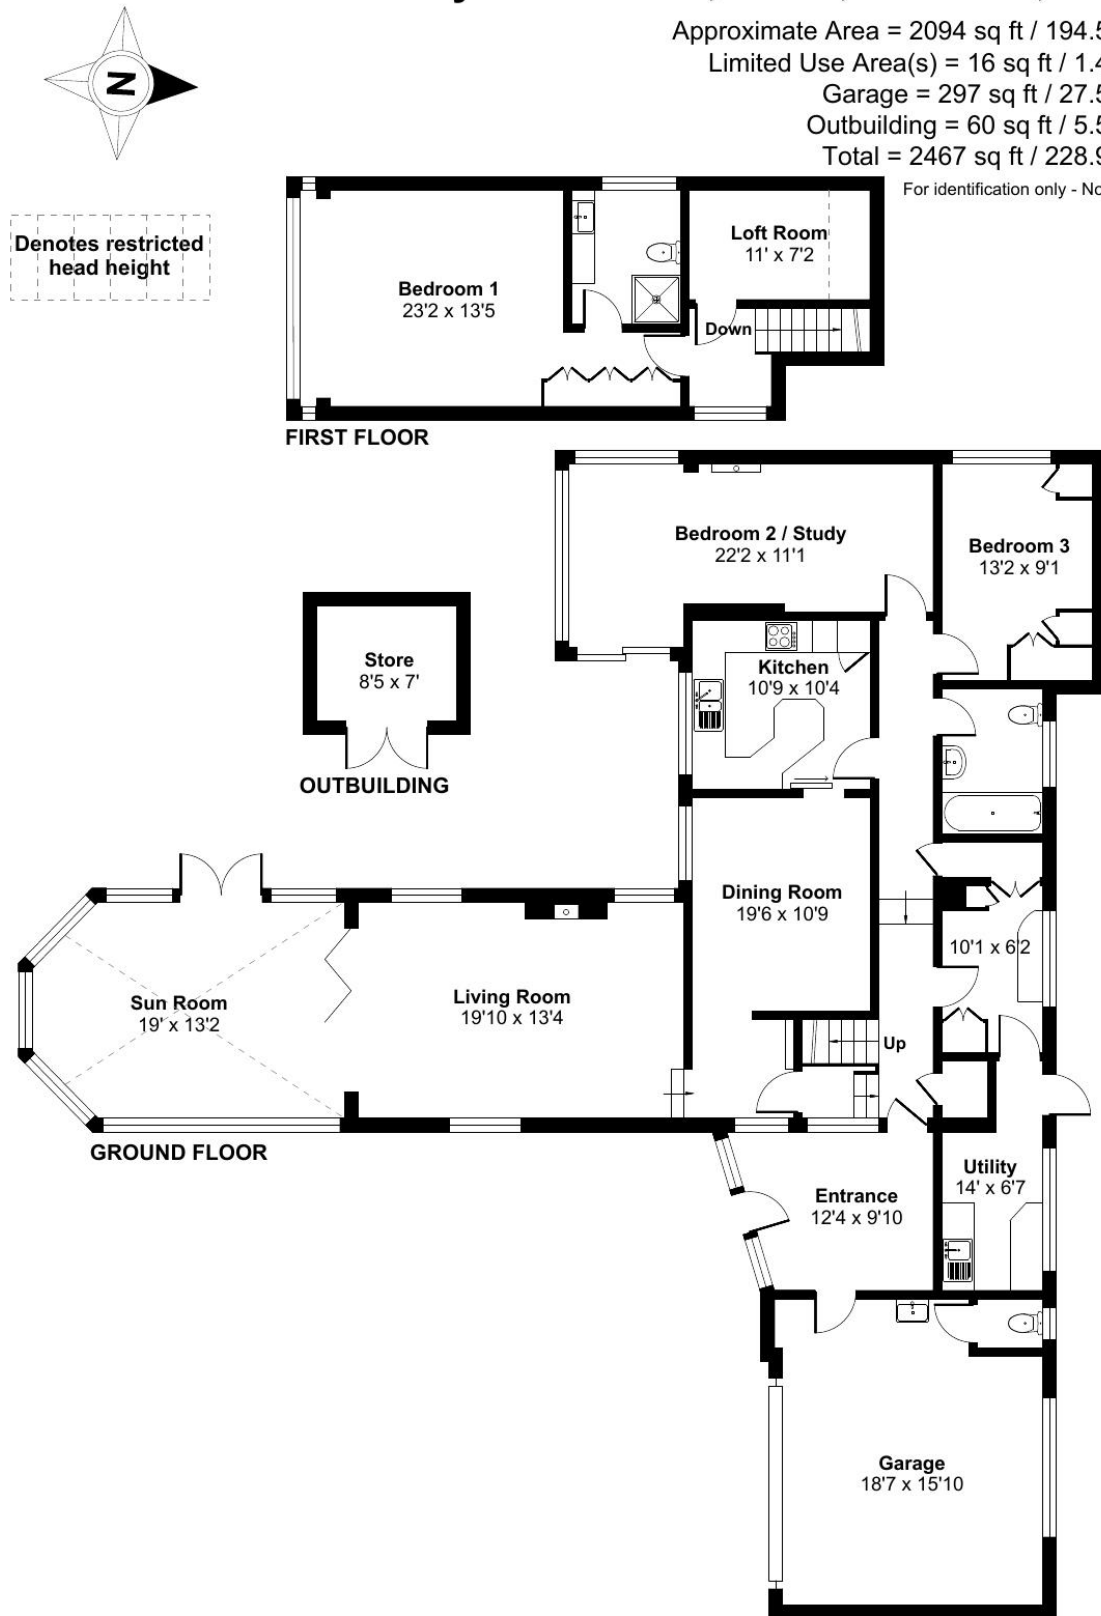 Approximate Area = 2094 sq ft / 194.5
Limited Use Area(s) = 16 sq ft / 1.4
Garage = 297 sq ft / 27.5
Outbuilding = 60 sq ft / 5.5
Total = 2467 sq ft / 228.9
For identification only - No
N
Denotes restricted
head height
Loft Room
11' x 7'2
Bedroom 1
23'2 x 13'5
Down
FIRST FLOOR
Bedroom 2 / Study
22'2 x 11'1
Bedroom 3
13'2 x 9'1
Store
8'5 x 7'
Kitchen
10'9 x 10'4
OUTBUILDING
Dining Room
19'6 x 10'9
10'1 x 6'2
Sun Room
19' x 13'2
Living Room
19'10 x 13'4
Up
GROUND FLOOR
Utility
14' x 6'7
Entrance
12'4 x 9'10
Garage
18'7 x 15'10